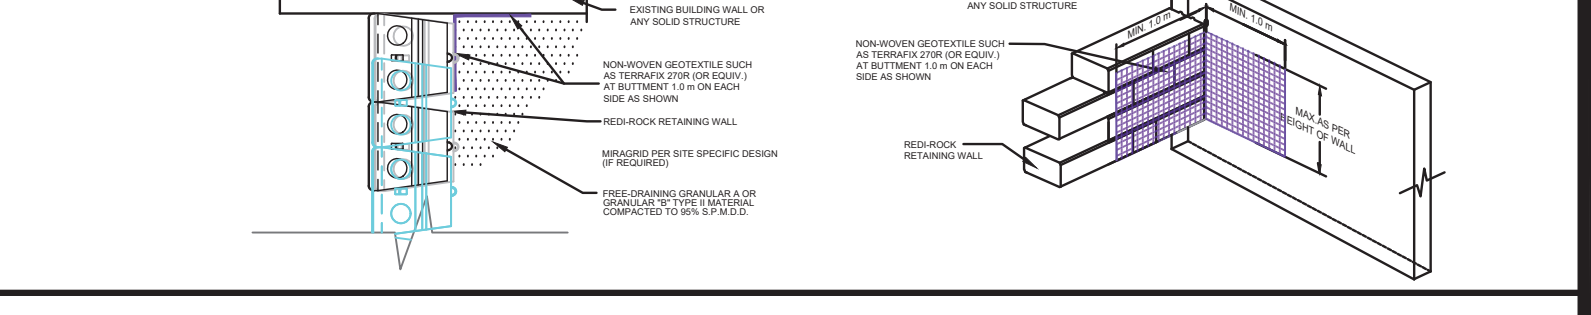 EXISTING BUILDING WALL OR
ANY SOLID STRUCTURE
NON-WOVEN GEOTEXTILE SUCH
AS TERRAFIX 270R (OR EQUIV.)
AT BUTTMENT 1.0 m ON EACH
SIDE AS SHOWN
REDI-ROCK RETAINING WALL
MIRAGRID PER SITE SPECIFIC DESIGN
(IF REQUIRED)
FREE-DRAINING GRANULAR A OR
GRANULAR "B" TYPE II MATERIAL
COMPACTED TO 95% S.P.M.D.D.
ANY SOLID STRUCTURE
MIN. 1.0 m
MIN. 1.0 m
NON-WOVEN GEOTEXTILE SUCH
AS TERRAFIX 270R (OR EQUIV.)
AT BUTTMENT 1.0 m ON EACH
SIDE AS SHOWN
MAX.AS PER
HEIGHT OF WALL
REDI-ROCK
RETAINING WALL